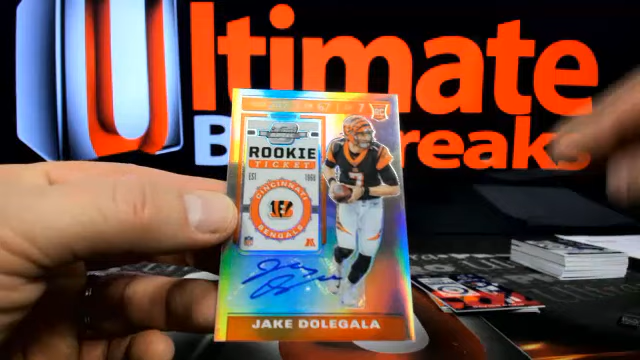 Ultimate
B reaks
ROOKIE
TICKET
EST 1968
CINCINNATI
BENGALS
JAKE DOLEGALA